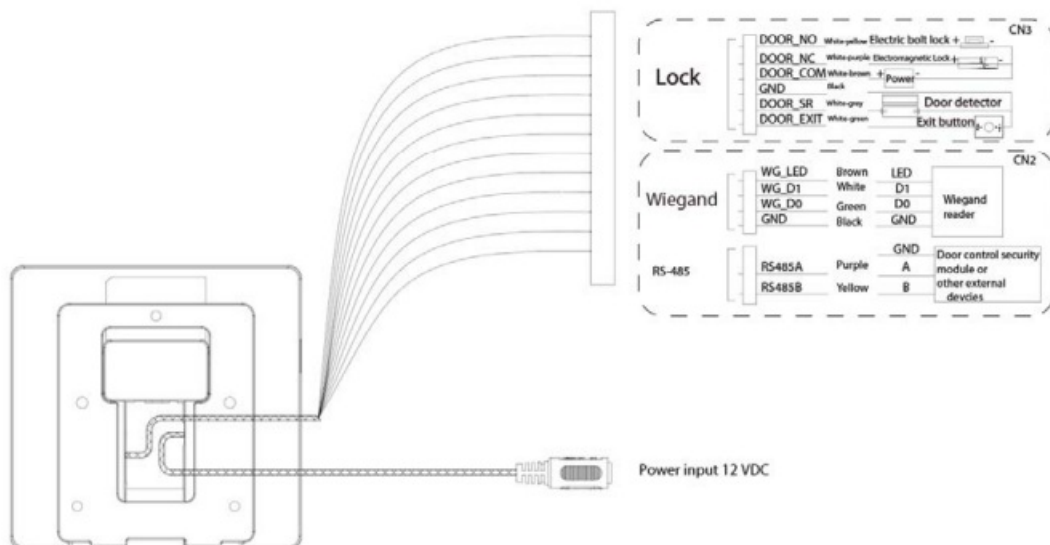 CN3
Lock
DOOR_NO White-yellow Electric bolt lock + -
DOOR_NC White-purple Electromagnetic Lock + -
DOOR_COM White-brown + Power -
GND Black
DOOR_SR White-grey Door detector
DOOR_EXIT White-green Exit button
CN2
Wiegand
WG_LED Brown LED
WG_D1 White D1
WG_D0 Green D0
GND Black GND
Wiegand
reader
RS-485
GND
RS485A Purple A
RS485B Yellow B
Door control security
module or
other external
devcies
Power input 12 VDC